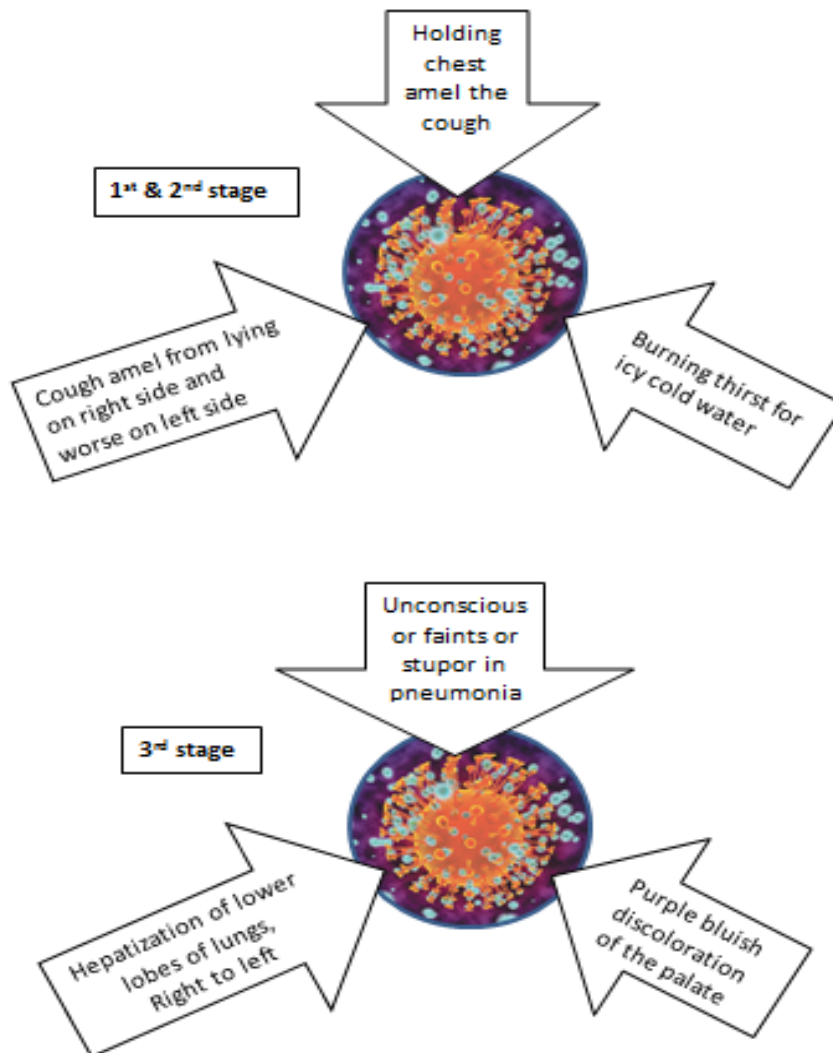 Holding
chest
amel the
cough
1st & 2nd stage
Cough amel from lying
on right side and
worse on left side
Burning thirst for
icy cold water
Unconscious
or faints or
stupor in
pneumonia
3rd stage
Hepatization of lower
lobes of lungs,
Right to left
Purple bluish
discoloration
of the palate